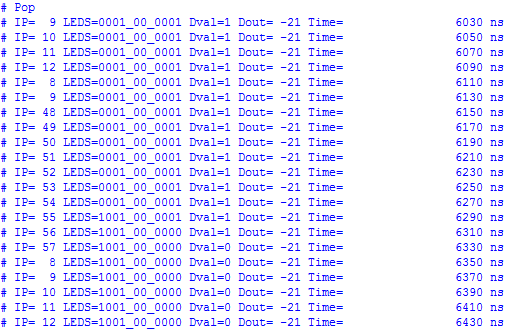 # Pop
# IP=  9 LEDS=0001_00_0001 Dval=1 Dout= -21 Time=                6030 ns
# IP= 10 LEDS=0001_00_0001 Dval=1 Dout= -21 Time=                6050 ns
# IP= 11 LEDS=0001_00_0001 Dval=1 Dout= -21 Time=                6070 ns
# IP= 12 LEDS=0001_00_0001 Dval=1 Dout= -21 Time=                6090 ns
# IP=  8 LEDS=0001_00_0001 Dval=1 Dout= -21 Time=                6110 ns
# IP=  9 LEDS=0001_00_0001 Dval=1 Dout= -21 Time=                6130 ns
# IP= 48 LEDS=0001_00_0001 Dval=1 Dout= -21 Time=                6150 ns
# IP= 49 LEDS=0001_00_0001 Dval=1 Dout= -21 Time=                6170 ns
# IP= 50 LEDS=0001_00_0001 Dval=1 Dout= -21 Time=                6190 ns
# IP= 51 LEDS=0001_00_0001 Dval=1 Dout= -21 Time=                6210 ns
# IP= 52 LEDS=0001_00_0001 Dval=1 Dout= -21 Time=                6230 ns
# IP= 53 LEDS=0001_00_0001 Dval=1 Dout= -21 Time=                6250 ns
# IP= 54 LEDS=0001_00_0001 Dval=1 Dout= -21 Time=                6270 ns
# IP= 55 LEDS=1001_00_0001 Dval=1 Dout= -21 Time=                6290 ns
# IP= 56 LEDS=1001_00_0000 Dval=1 Dout= -21 Time=                6310 ns
# IP= 57 LEDS=1001_00_0000 Dval=0 Dout= -21 Time=                6330 ns
# IP=  8 LEDS=1001_00_0000 Dval=0 Dout= -21 Time=                6350 ns
# IP=  9 LEDS=1001_00_0000 Dval=0 Dout= -21 Time=                6370 ns
# IP= 10 LEDS=1001_00_0000 Dval=0 Dout= -21 Time=                6390 ns
# IP= 11 LEDS=1001_00_0000 Dval=0 Dout= -21 Time=                6410 ns
# IP= 12 LEDS=1001_00_0000 Dval=0 Dout= -21 Time=                6430 ns